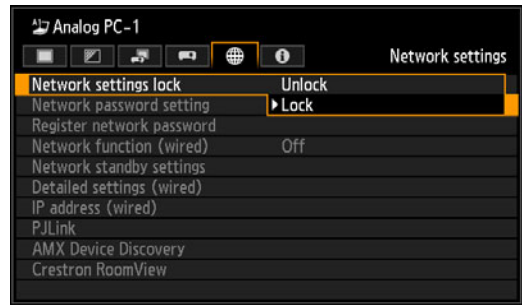 Analog PC-1
Network settings
Network settings lock Unlock
Network password setting Lock
Register network password
Network function (wired) Off
Network standby settings
Detailed settings (wired)
IP address (wired)
PJLink
AMX Device Discovery
Crestron RoomView